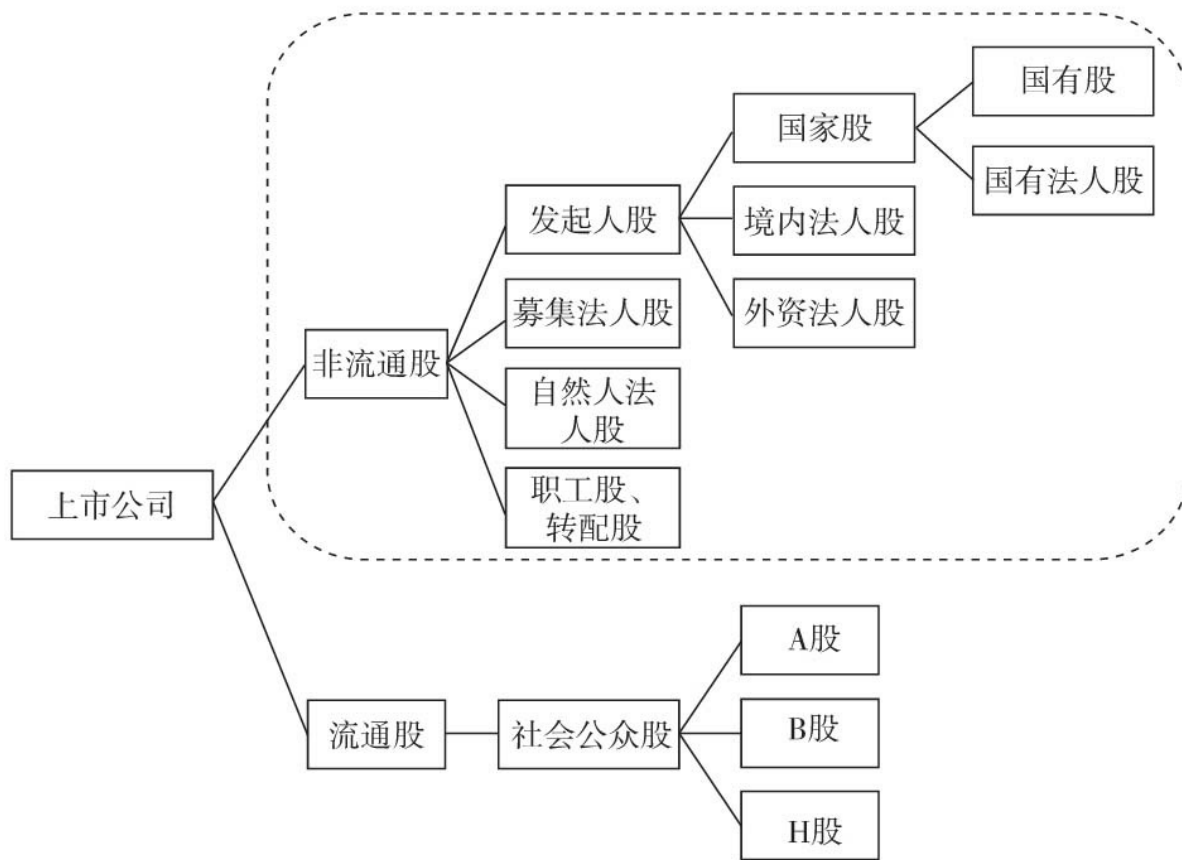 国有股
国家股
国有法人股
发起人股
境内法人股
募集法人股
外资法人股
非流通股
自然人法
人股
上市公司
职工股、
转配股
A股
流通股
社会公众股
B股
H股